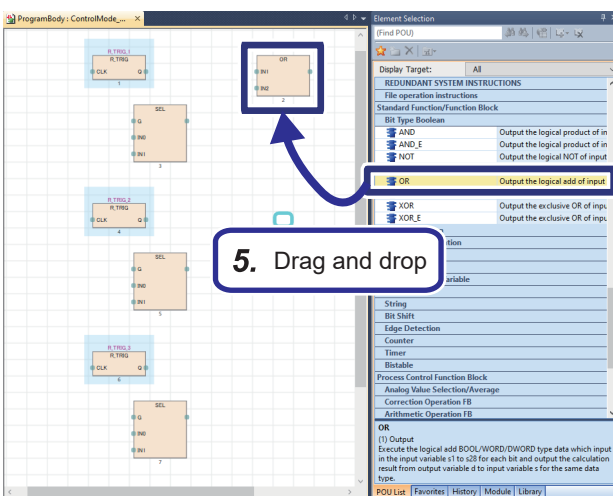 ProgramBody : ControlMode_...
R_TRIG_1
R_TRIG
CLK Q
1
SEL
G
IN0
IN1
3
R_TRIG_2
R_TRIG
CLK Q
4
SEL
G
IN0
IN1
5
R_TRIG_3
R_TRIG
CLK Q
6
SEL
G
IN0
IN1
7
OR
IN1
IN2
2
5. Drag and drop
Element Selection
(Find POU)
Display Target: All
REDUNDANT SYSTEM INSTRUCTIONS
File operation instructions
Standard Function/Function Block
Bit Type Boolean
AND Output the logical product of in
AND_E Output the logical product of in
NOT Output the logical NOT of input
OR Output the logical add of input
XOR Output the exclusive OR of inpu
XOR_E Output the exclusive OR of inpu
String
Bit Shift
Edge Detection
Counter
Timer
Bistable
Process Control Function Block
Analog Value Selection/Average
Correction Operation FB
Arithmetic Operation FB
OR
(1) Output
Execute the logical add BOOL/WORD/DWORD type data which input
in the input variable s1 to s28 for each bit and output the calculation
result from output variable d to input variable s for the same data
type.
POU List Favorites History Module Library